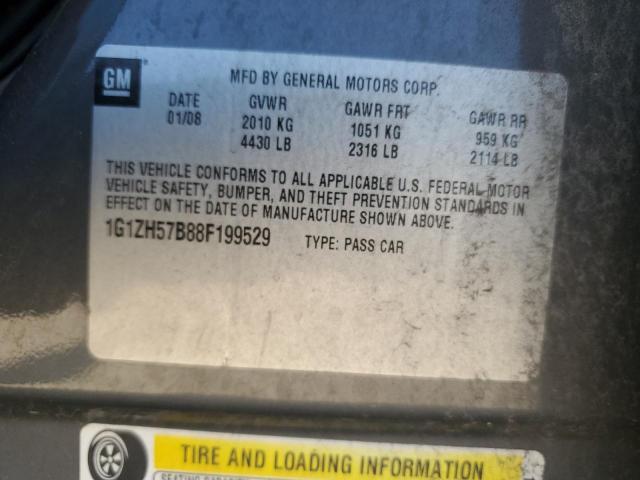 GM
MFD BY GENERAL MOTORS CORP.
DATE GVWR GAWR FRT GAWR RR
01/08 2010 KG 1051 KG 959 KG
4430 LB 2316 LB 2114 LB
THIS VEHICLE CONFORMS TO ALL APPLICABLE U.S. FEDERAL MOTOR
VEHICLE SAFETY, BUMPER, AND THEFT PREVENTION STANDARDS IN
EFFECT ON THE DATE OF MANUFACTURE SHOWN ABOVE.
1G1ZH57B88F199529 TYPE: PASS CAR
TIRE AND LOADING INFORMATION